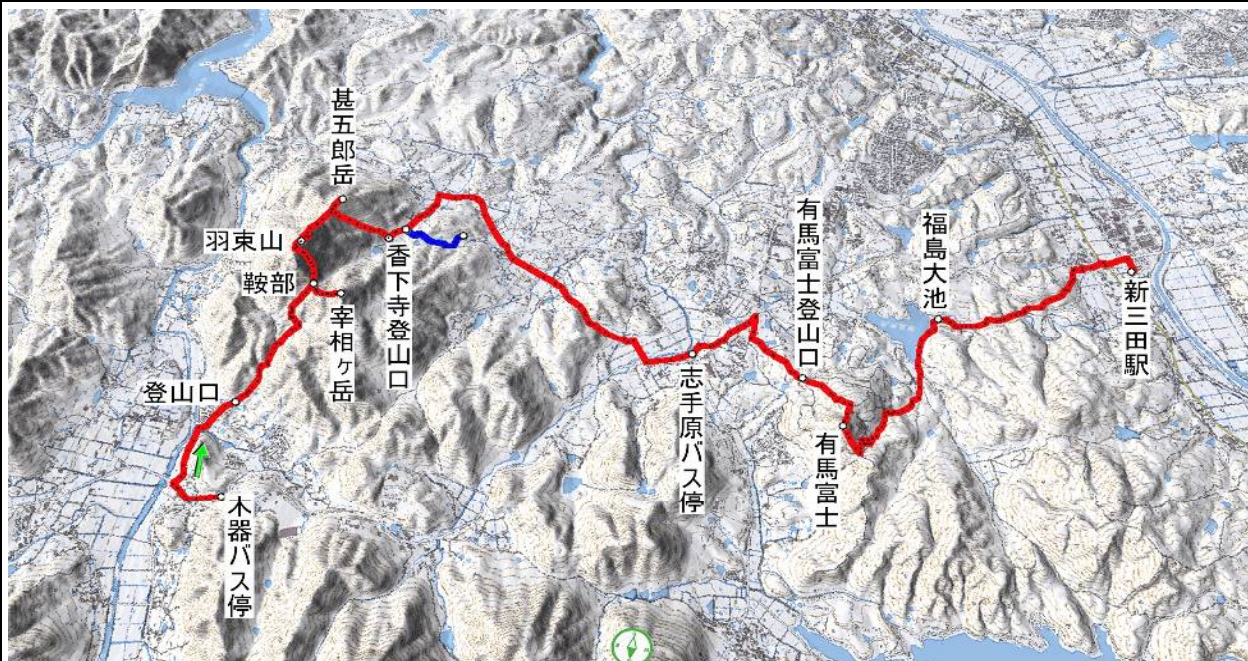 甚五郎岳
羽束山
鞍部
宰相ヶ岳
香下寺登山口
登山口
木器バス停
志手原バス停
有馬富士登山口
有馬富士
福島大池
新三田駅